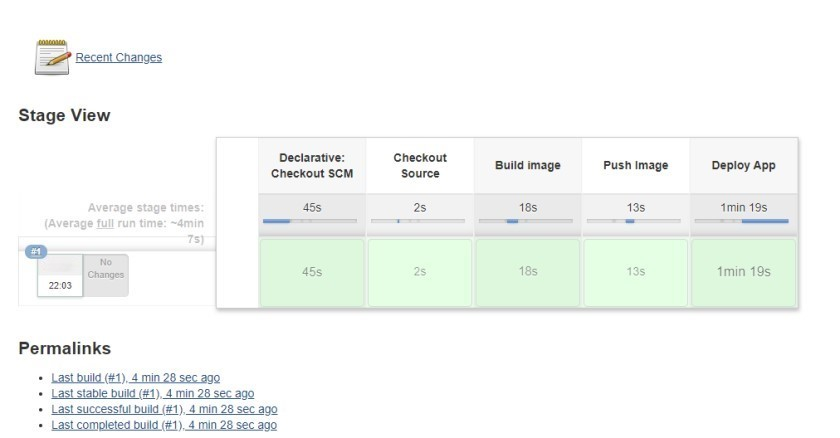 Recent Changes
Stage View
Declarative:
Checkout SCM
Checkout
Source
Build image
Push Image
Deploy App
Average stage times:
(Average full run time: ~4min
7s)
45s
2s
18s
13s
1min 19s
#1
22:03
No
Changes
45s
2s
18s
13s
1min 19s
Permalinks
Last build (#1), 4 min 28 sec ago
Last stable build (#1), 4 min 28 sec ago
Last successful build (#1), 4 min 28 sec ago
Last completed build (#1), 4 min 28 sec ago